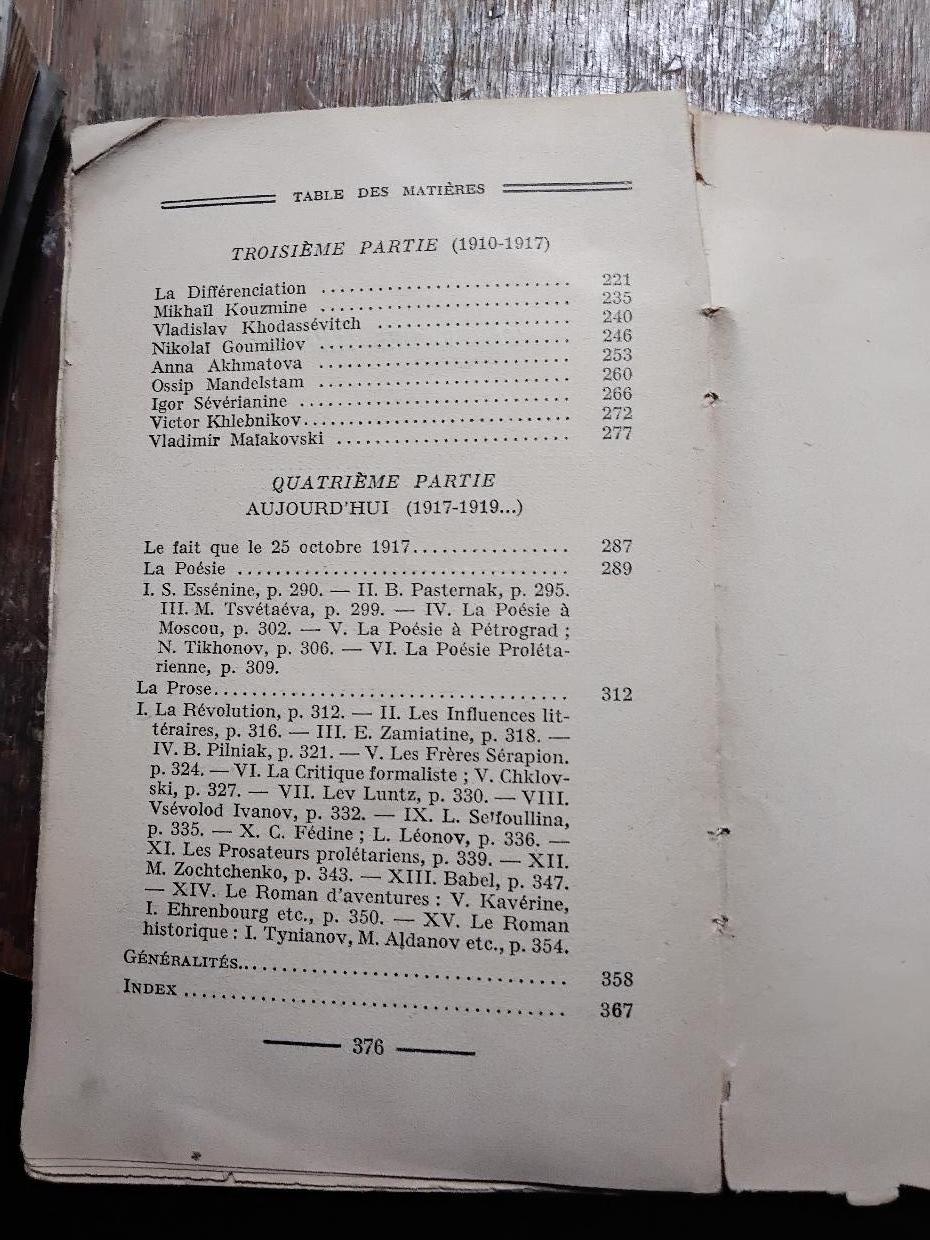 TABLE DES MATIÈRES
TROISIÈME PARTIE (1910-1917)
La Différenciation .......................... 221
Mikhaïl Kouzmine .......................... 235
Vladislav Khodassévitch .................... 240
Nikolaï Goumiliov .......................... 246
Anna Akhmatova .......................... 253
Ossip Mandelstam .......................... 260
Igor Sévérianine ............................ 266
Victor Khlebnikov............................ 272
Vladimir Maïakovski ........................ 277
QUATRIÈME PARTIE
AUJOURD'HUI (1917-1919...)
Le fait que le 25 octobre 1917................ 287
La Poésie .................................. 289
I. S. Essénine, p. 290. — II. B. Pasternak, p. 295.
III. M. Tsvétaéva, p. 299. — IV. La Poésie à
Moscou, p. 302. — V. La Poésie à Pétrograd ;
N. Tikhonov, p. 306. — VI. La Poésie Proléta-
rienne, p. 309.
La Prose.................................... 312
I. La Révolution, p. 312. — II. Les Influences lit-
téraires, p. 316. — III. E. Zamiatine, p. 318. —
IV. B. Pilniak, p. 321. — V. Les Frères Sérapion.
p. 324. — VI. La Critique formaliste ; V. Chklov-
ski, p. 327. — VII. Lev Luntz, p. 330. — VIII.
Vsévolod Ivanov, p. 332. — IX. L. Seïfoullina,
p. 335. — X. C. Fédine ; L. Léonov, p. 336. —
XI. Les Prosateurs prolétariens, p. 339. — XII.
M. Zochtchenko, p. 343. — XIII. Babel, p. 347.
— XIV. Le Roman d'aventures : V. Kavérine,
I. Ehrenbourg etc., p. 350. — XV. Le Roman
historique : I. Tynianov, M. Aldanov etc., p. 354.
GÉNÉRALITÉS.................................. 358
INDEX ...................................... 367
376